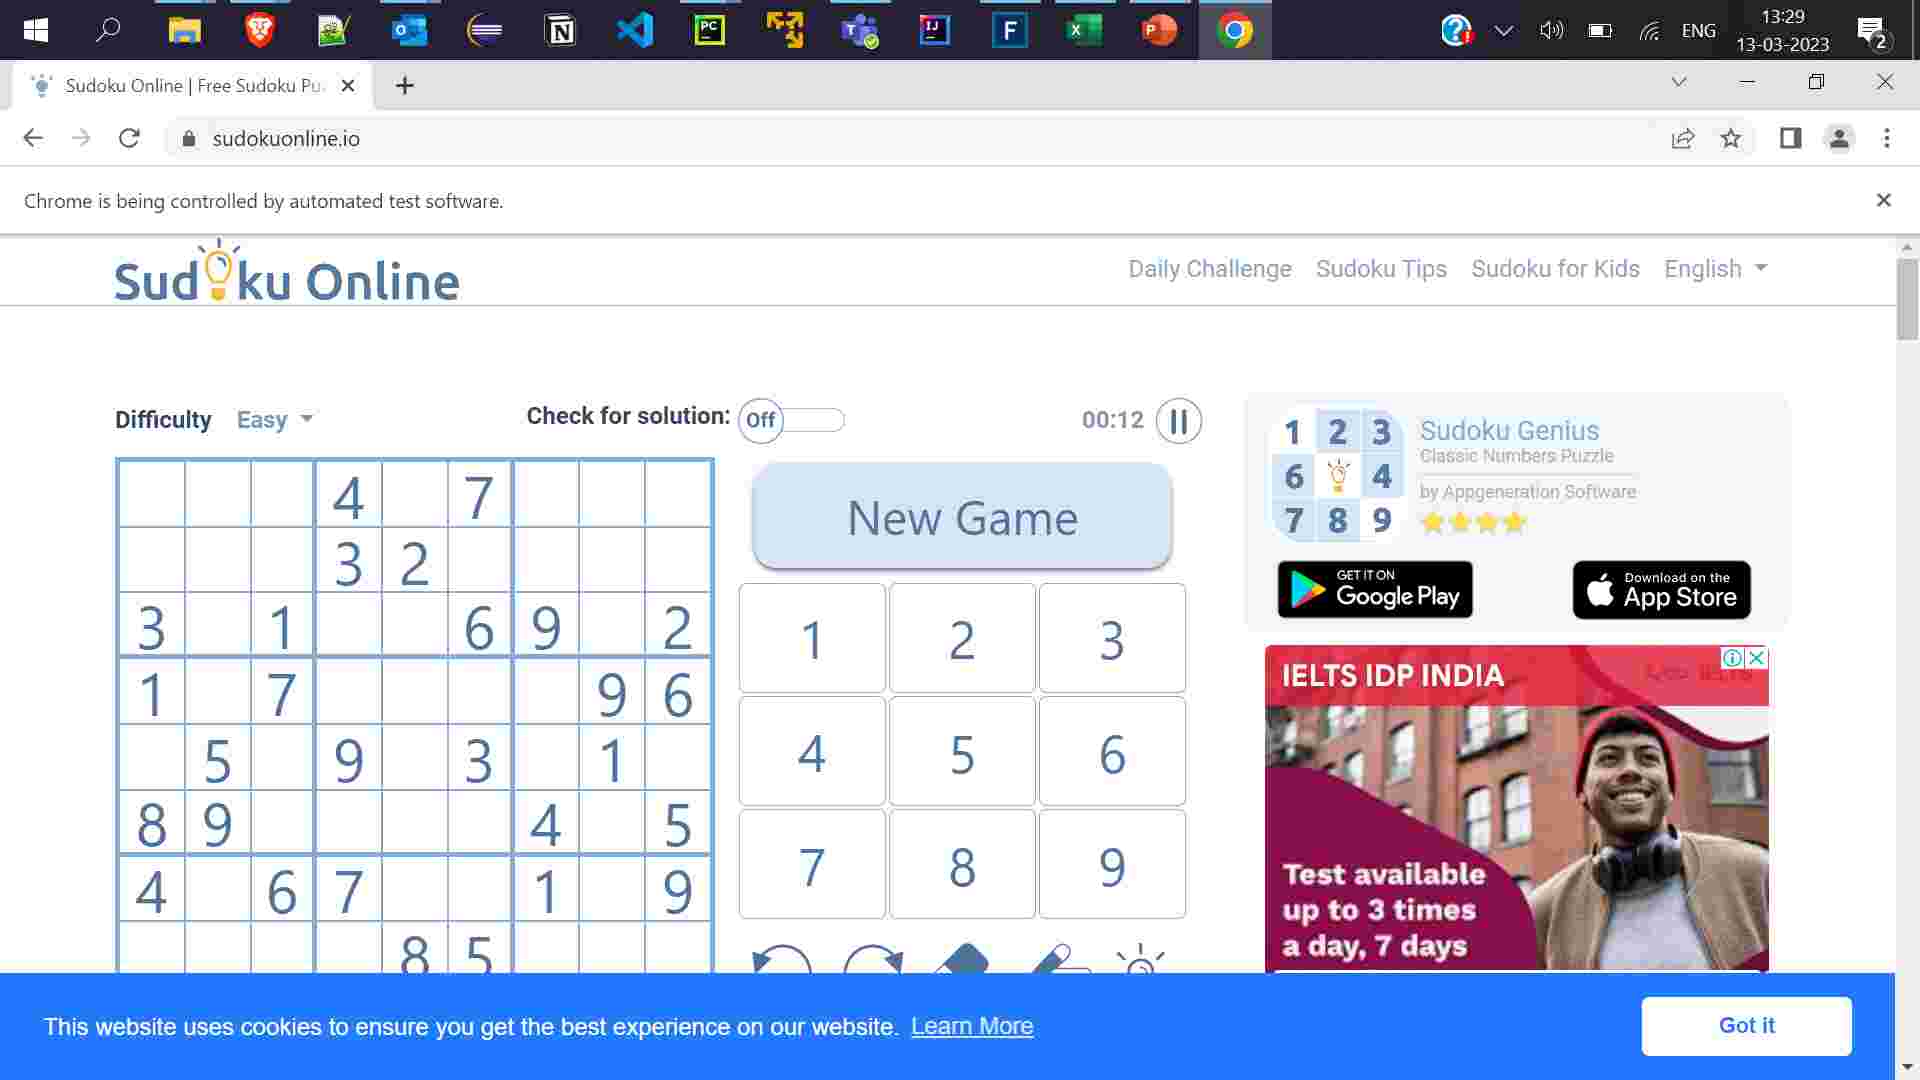 13:29
ENG
13-03-2023
2
Sudoku Online | Free Sudoku Pu
sudokuonline.io
Chrome is being controlled by automated test software.
Sudoku Online
Daily Challenge Sudoku Tips Sudoku for Kids English
Difficulty Easy Check for solution: Off 00:12
4 7
3 2
3 1 6 9 2
1 7 9 6
5 9 3 1
8 9 4 5
4 6 7 1 9
8 5
New Game
1 2 3
4 5 6
7 8 9
1 2 3
6 4
7 8 9
Sudoku Genius
Classic Numbers Puzzle
by Appgeneration Software
GET IT ON
Google Play
Download on the
App Store
IELTS IDP INDIA
Test available
up to 3 times
a day, 7 days
This website uses cookies to ensure you get the best experience on our website. Learn More
Got it